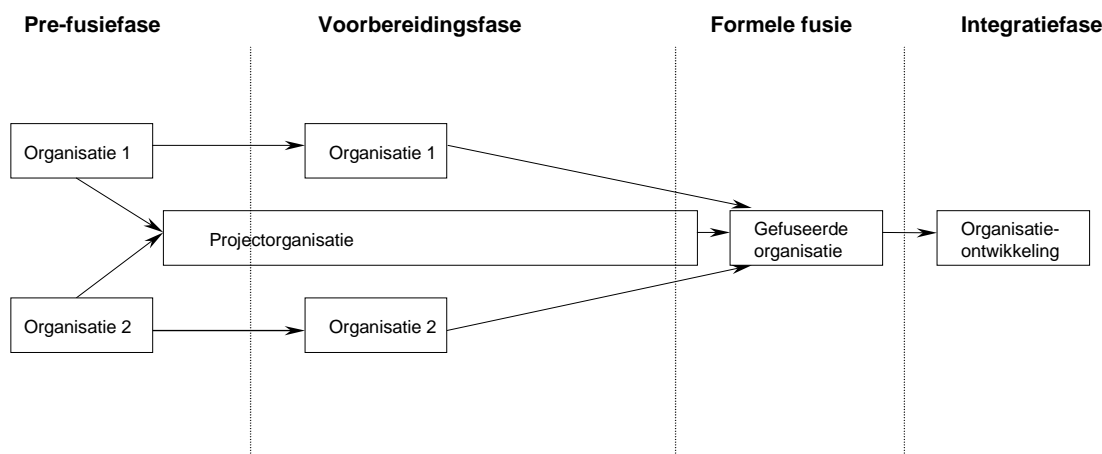 Pre-fusiefase
Voorbereidingsfase
Formele fusie
Integratiefase
Organisatie 1
Organisatie 1
Projectorganisatie
Gefuseerde
organisatie
Organisatie-
ontwikkeling
Organisatie 2
Organisatie 2